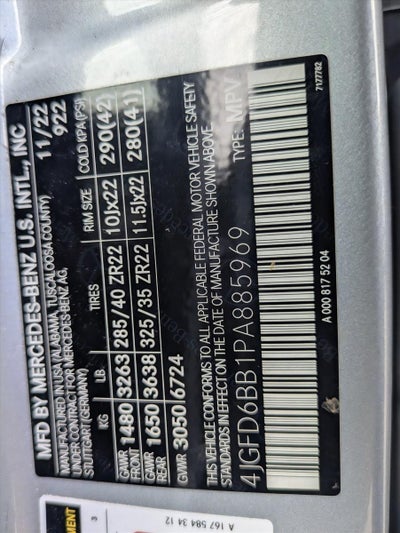 MFD BY MERCEDES-BENZ U.S. INTL., INC 11/22
MANUFACTURED IN USA (ALABAMA, TUSCALOOSA COUNTY) 922
UNDER CONTRACT FOR MERCEDES-BENZ AG,
STUTTGART (GERMANY)
KG LB TIRES RIM SIZE COLD KPA (PSI)
GAWR FRONT 1480 3263 285/40 ZR22 10Jx22 290(42)
GAWR REAR 1650 3638 325/35 ZR22 11.5Jx22 280(41)
GVWR 3050 6724
THIS VEHICLE CONFORMS TO ALL APPLICABLE FEDERAL MOTOR VEHICLE SAFETY
STANDARDS IN EFFECT ON THE DATE OF MANUFACTURE SHOWN ABOVE.
4JGFD6BB1PA885969 TYPE: MPV
A 000 817 52 04
7177782
A 167 584 34 12
3